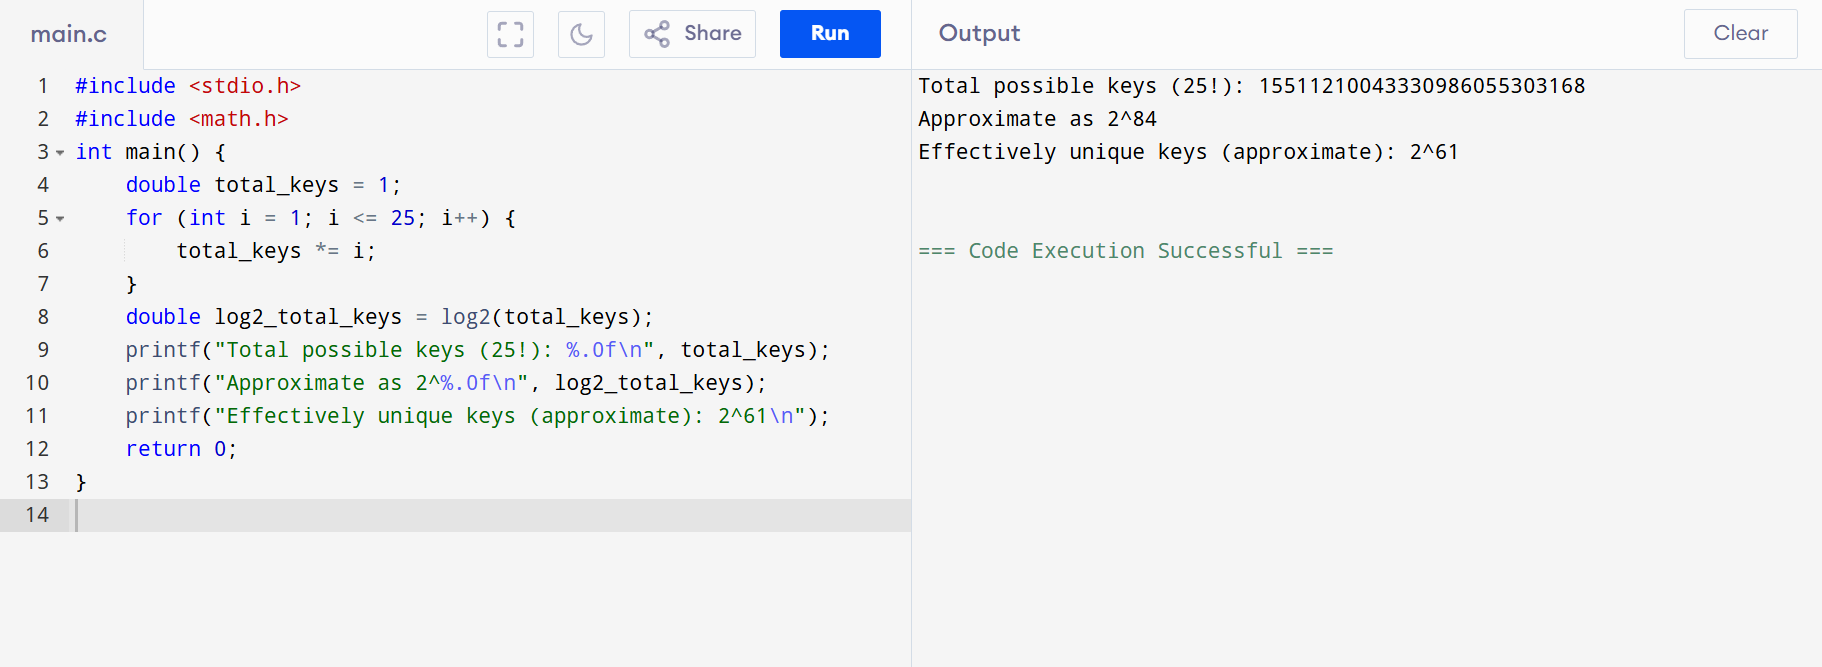 main.c
Share
Run
Output
Clear
1 #include <stdio.h>
2 #include <math.h>
3 int main() {
4     double total_keys = 1;
5     for (int i = 1; i <= 25; i++) {
6         total_keys *= i;
7     }
8     double log2_total_keys = log2(total_keys);
9     printf("Total possible keys (25!): %.0f\n", total_keys);
10     printf("Approximate as 2^%.0f\n", log2_total_keys);
11     printf("Effectively unique keys (approximate): 2^61\n");
12     return 0;
13 }
14
Total possible keys (25!): 15511210043330986055303168
Approximate as 2^84
Effectively unique keys (approximate): 2^61
=== Code Execution Successful ===